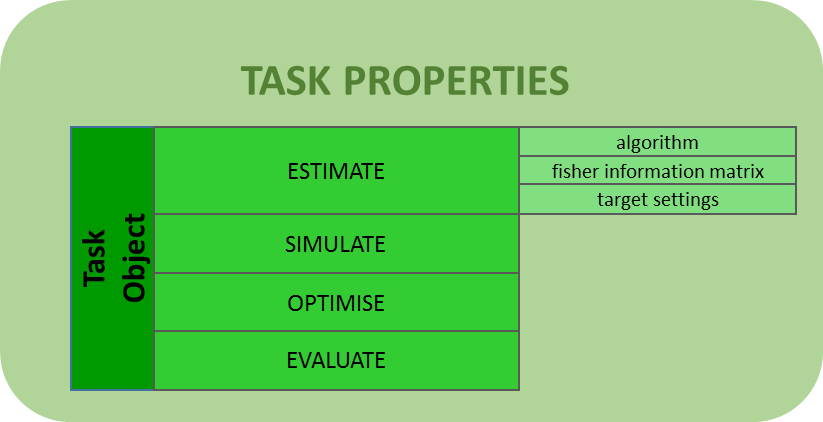 TASK PROPERTIES
Task
Object
ESTIMATE
algorithm
fisher information matrix
target settings
SIMULATE
OPTIMISE
EVALUATE